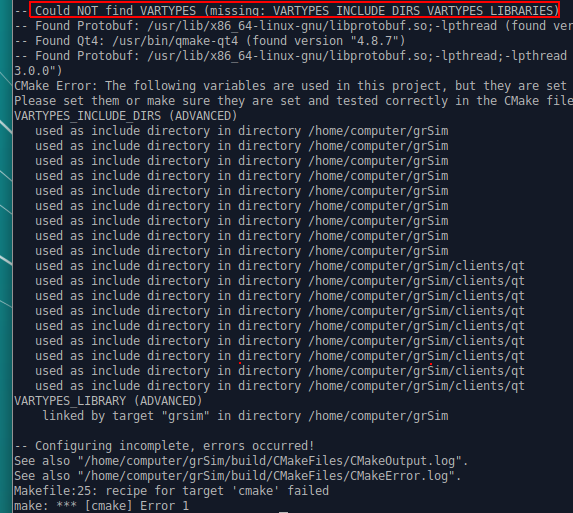 -- Could NOT find VARTYPES (missing: VARTYPES_INCLUDE_DIRS VARTYPES_LIBRARIES)
-- Found Protobuf: /usr/lib/x86_64-linux-gnu/libprotobuf.so;-lpthread (found ver
-- Found Qt4: /usr/bin/qmake-qt4 (found version "4.8.7")
-- Found Protobuf: /usr/lib/x86_64-linux-gnu/libprotobuf.so;-lpthread;-lpthread
3.0.0")
CMake Error: The following variables are used in this project, but they are set
Please set them or make sure they are set and tested correctly in the CMake file
VARTYPES_INCLUDE_DIRS (ADVANCED)
used as include directory in directory /home/computer/grSim
used as include directory in directory /home/computer/grSim
used as include directory in directory /home/computer/grSim
used as include directory in directory /home/computer/grSim
used as include directory in directory /home/computer/grSim
used as include directory in directory /home/computer/grSim
used as include directory in directory /home/computer/grSim
used as include directory in directory /home/computer/grSim
used as include directory in directory /home/computer/grSim
used as include directory in directory /home/computer/grSim/clients/qt
used as include directory in directory /home/computer/grSim/clients/qt
used as include directory in directory /home/computer/grSim/clients/qt
used as include directory in directory /home/computer/grSim/clients/qt
used as include directory in directory /home/computer/grSim/clients/qt
used as include directory in directory /home/computer/grSim/clients/qt
used as include directory in directory /home/computer/grSim/clients/qt
used as include directory in directory /home/computer/grSim/clients/qt
used as include directory in directory /home/computer/grSim/clients/qt
VARTYPES_LIBRARY (ADVANCED)
linked by target "grsim" in directory /home/computer/grSim
-- Configuring incomplete, errors occurred!
See also "/home/computer/grSim/build/CMakeFiles/CMakeOutput.log".
See also "/home/computer/grSim/build/CMakeFiles/CMakeError.log".
Makefile:25: recipe for target 'cmake' failed
make: *** [cmake] Error 1